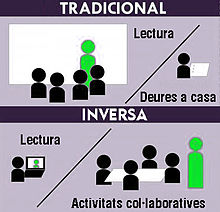 TRADICIONAL
Lectura
Deures a casa
INVERSA
Lectura
Activitats col·laboratives